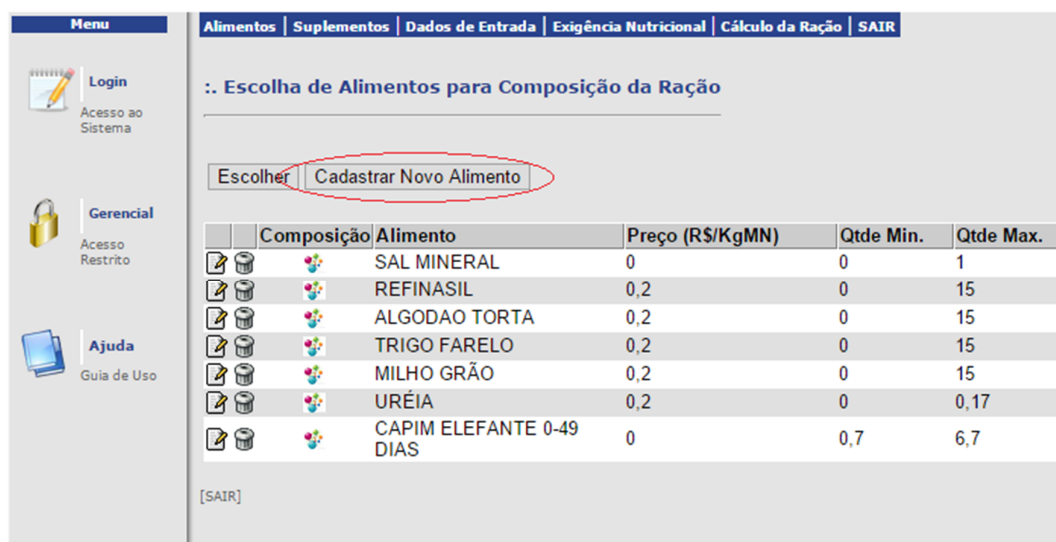 Menu
Alimentos | Suplementos | Dados de Entrada | Exigência Nutricional | Cálculo da Ração | SAIR
Login
Acesso ao
Sistema
Gerencial
Acesso
Restrito
Ajuda
Guia de Uso
:. Escolha de Alimentos para Composição da Ração
Escolher Cadastrar Novo Alimento
Composição Alimento Preço (R$/KgMN) Qtde Min. Qtde Max.
SAL MINERAL 0 0 1
REFINASIL 0,2 0 15
ALGODAO TORTA 0,2 0 15
TRIGO FARELO 0,2 0 15
MILHO GRÃO 0,2 0 15
URÉIA 0,2 0 0,17
CAPIM ELEFANTE 0-49
DIAS 0 0,7 6,7
[SAIR]